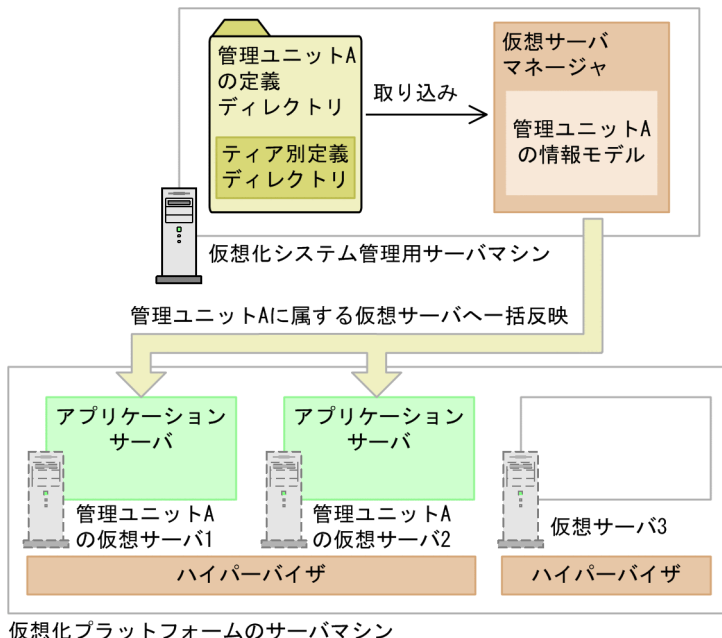 管理ユニットA
の定義
ディレクトリ
ティア別定義
ディレクトリ
取り込み
仮想サーバ
マネージャ
管理ユニットA
の情報モデル
仮想化システム管理用サーバマシン
管理ユニットAに属する仮想サーバへ一括反映
アプリケーション
サーバ
アプリケーション
サーバ
管理ユニットA
の仮想サーバ1
管理ユニットA
の仮想サーバ2
仮想サーバ3
ハイパーバイザ
ハイパーバイザ
仮想化プラットフォームのサーバマシン